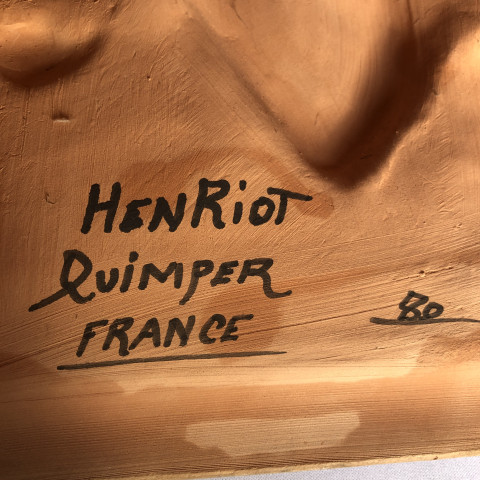 HENRiOT
QUiMPER
FRANCE
80